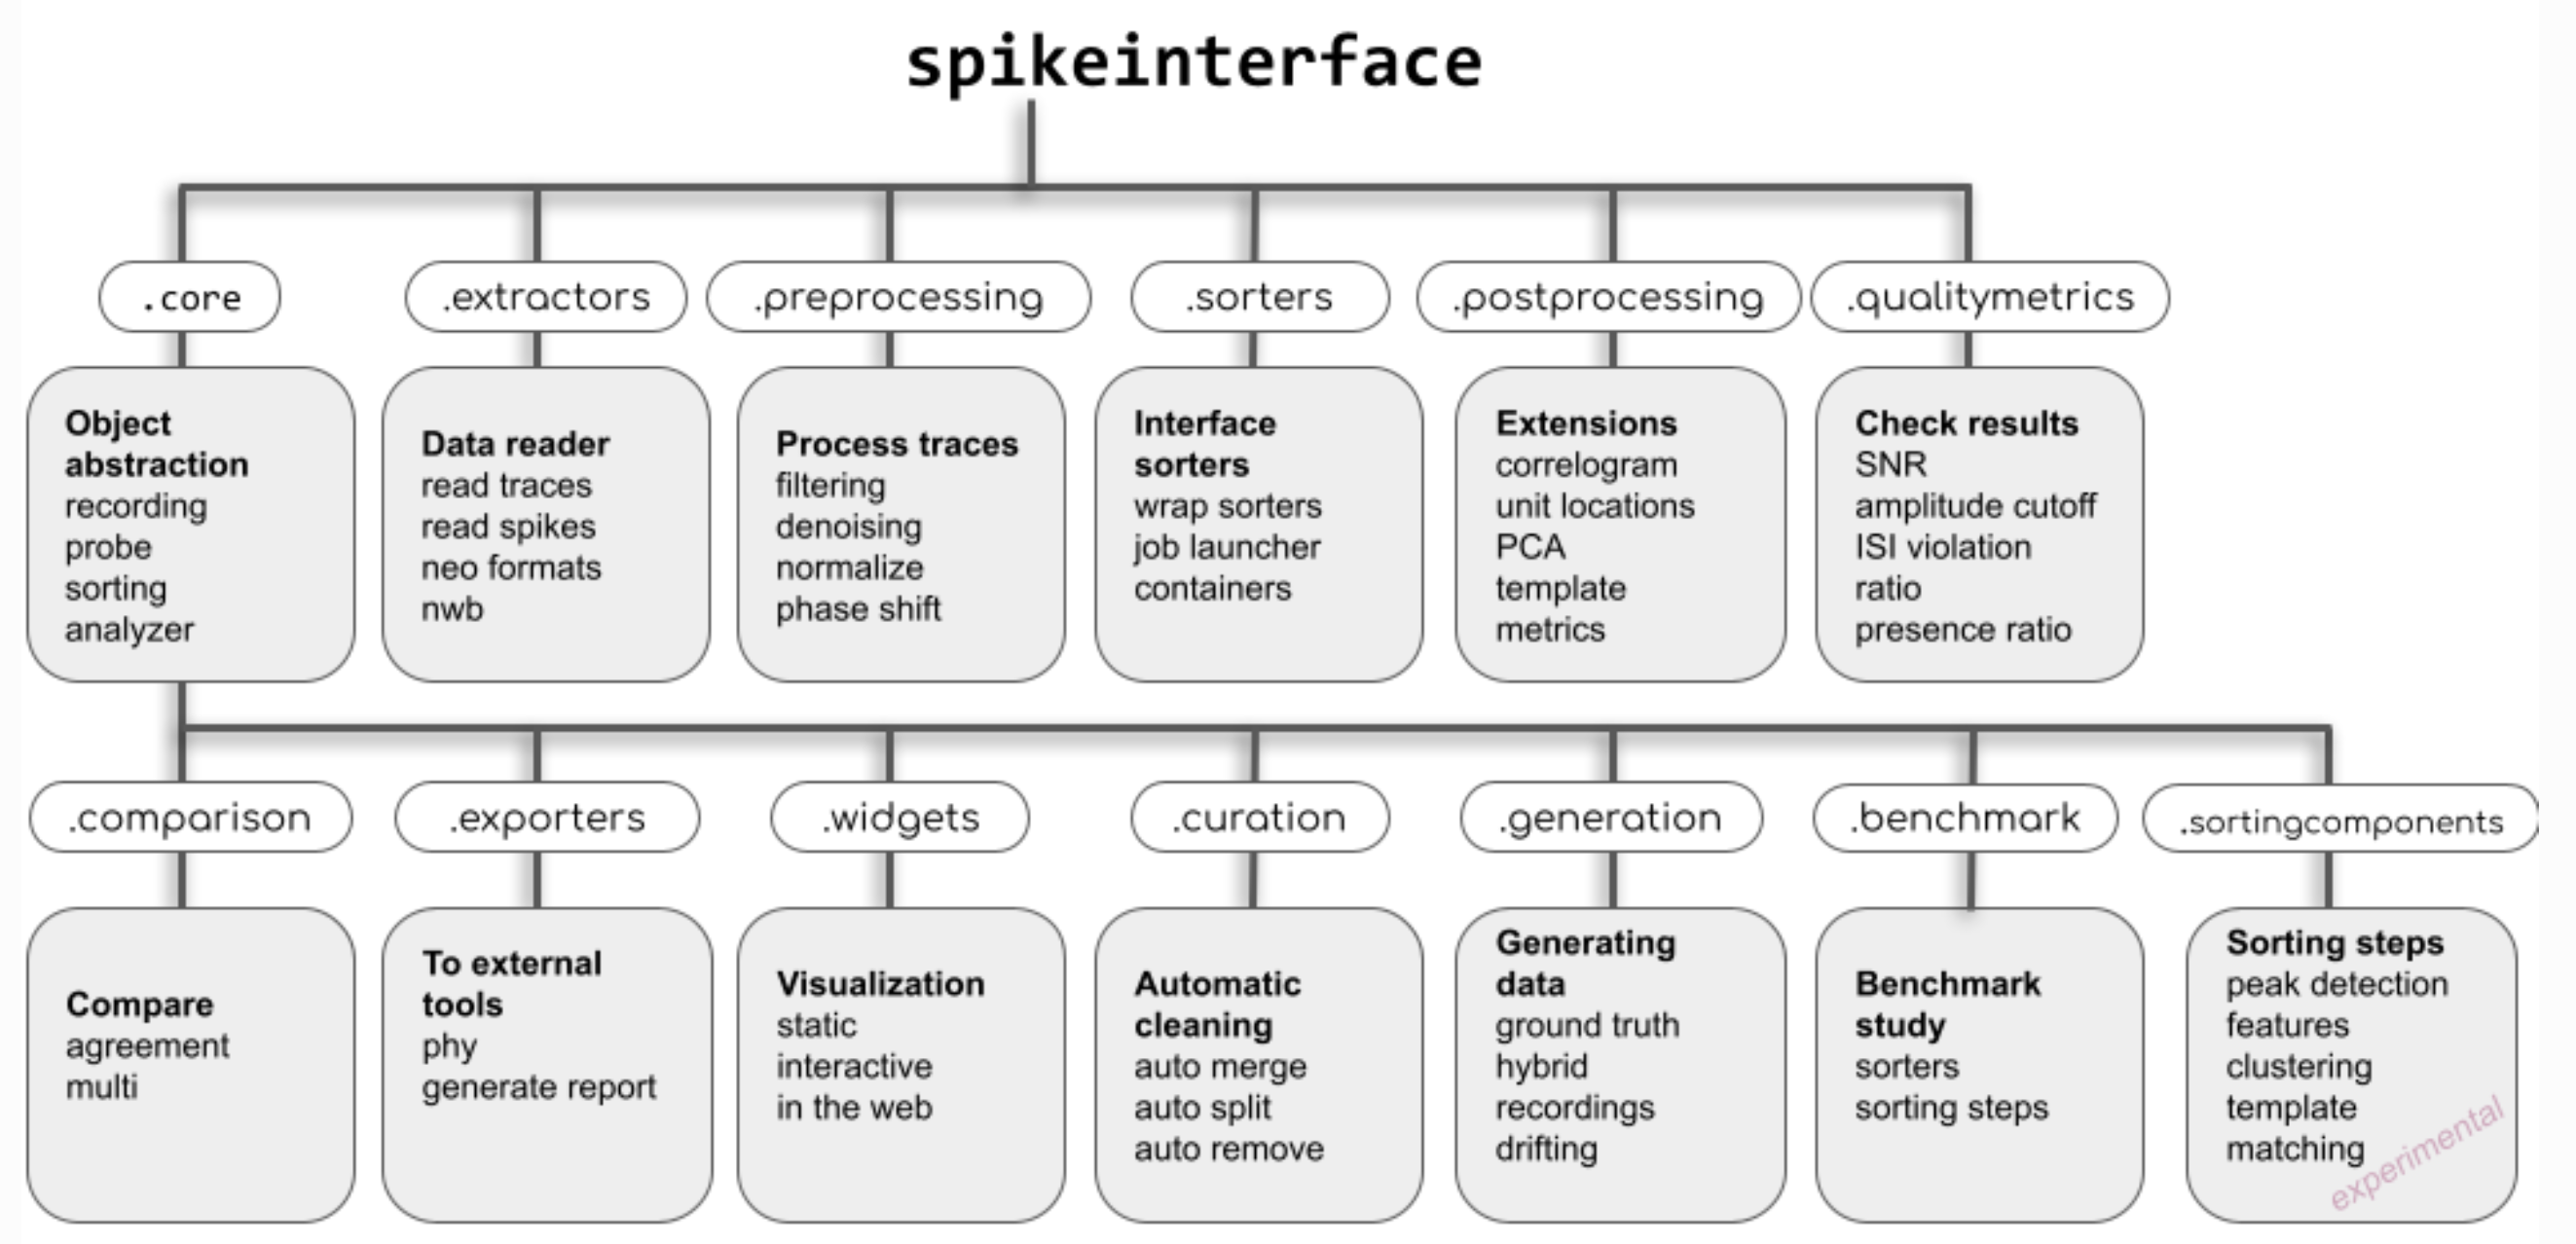 spikeinterface
.core
.extractors
.preprocessing
.sorters
.postprocessing
.qualitymetrics
Object
abstraction
recording
probe
sorting
analyzer
Data reader
read traces
read spikes
neo formats
nwb
Process traces
filtering
denoising
normalize
phase shift
Interface
sorters
wrap sorters
job launcher
containers
Extensions
correlogram
unit locations
PCA
template
metrics
Check results
SNR
amplitude cutoff
ISI violation
ratio
presence ratio
.comparison
.exporters
.widgets
.curation
.generation
.benchmark
.sortingcomponents
Compare
agreement
multi
To external
tools
phy
generate report
Visualization
static
interactive
in the web
Automatic
cleaning
auto merge
auto split
auto remove
Generating
data
ground truth
hybrid
recordings
drifting
Benchmark
study
sorters
sorting steps
Sorting steps
peak detection
features
clustering
template
matching
experimental